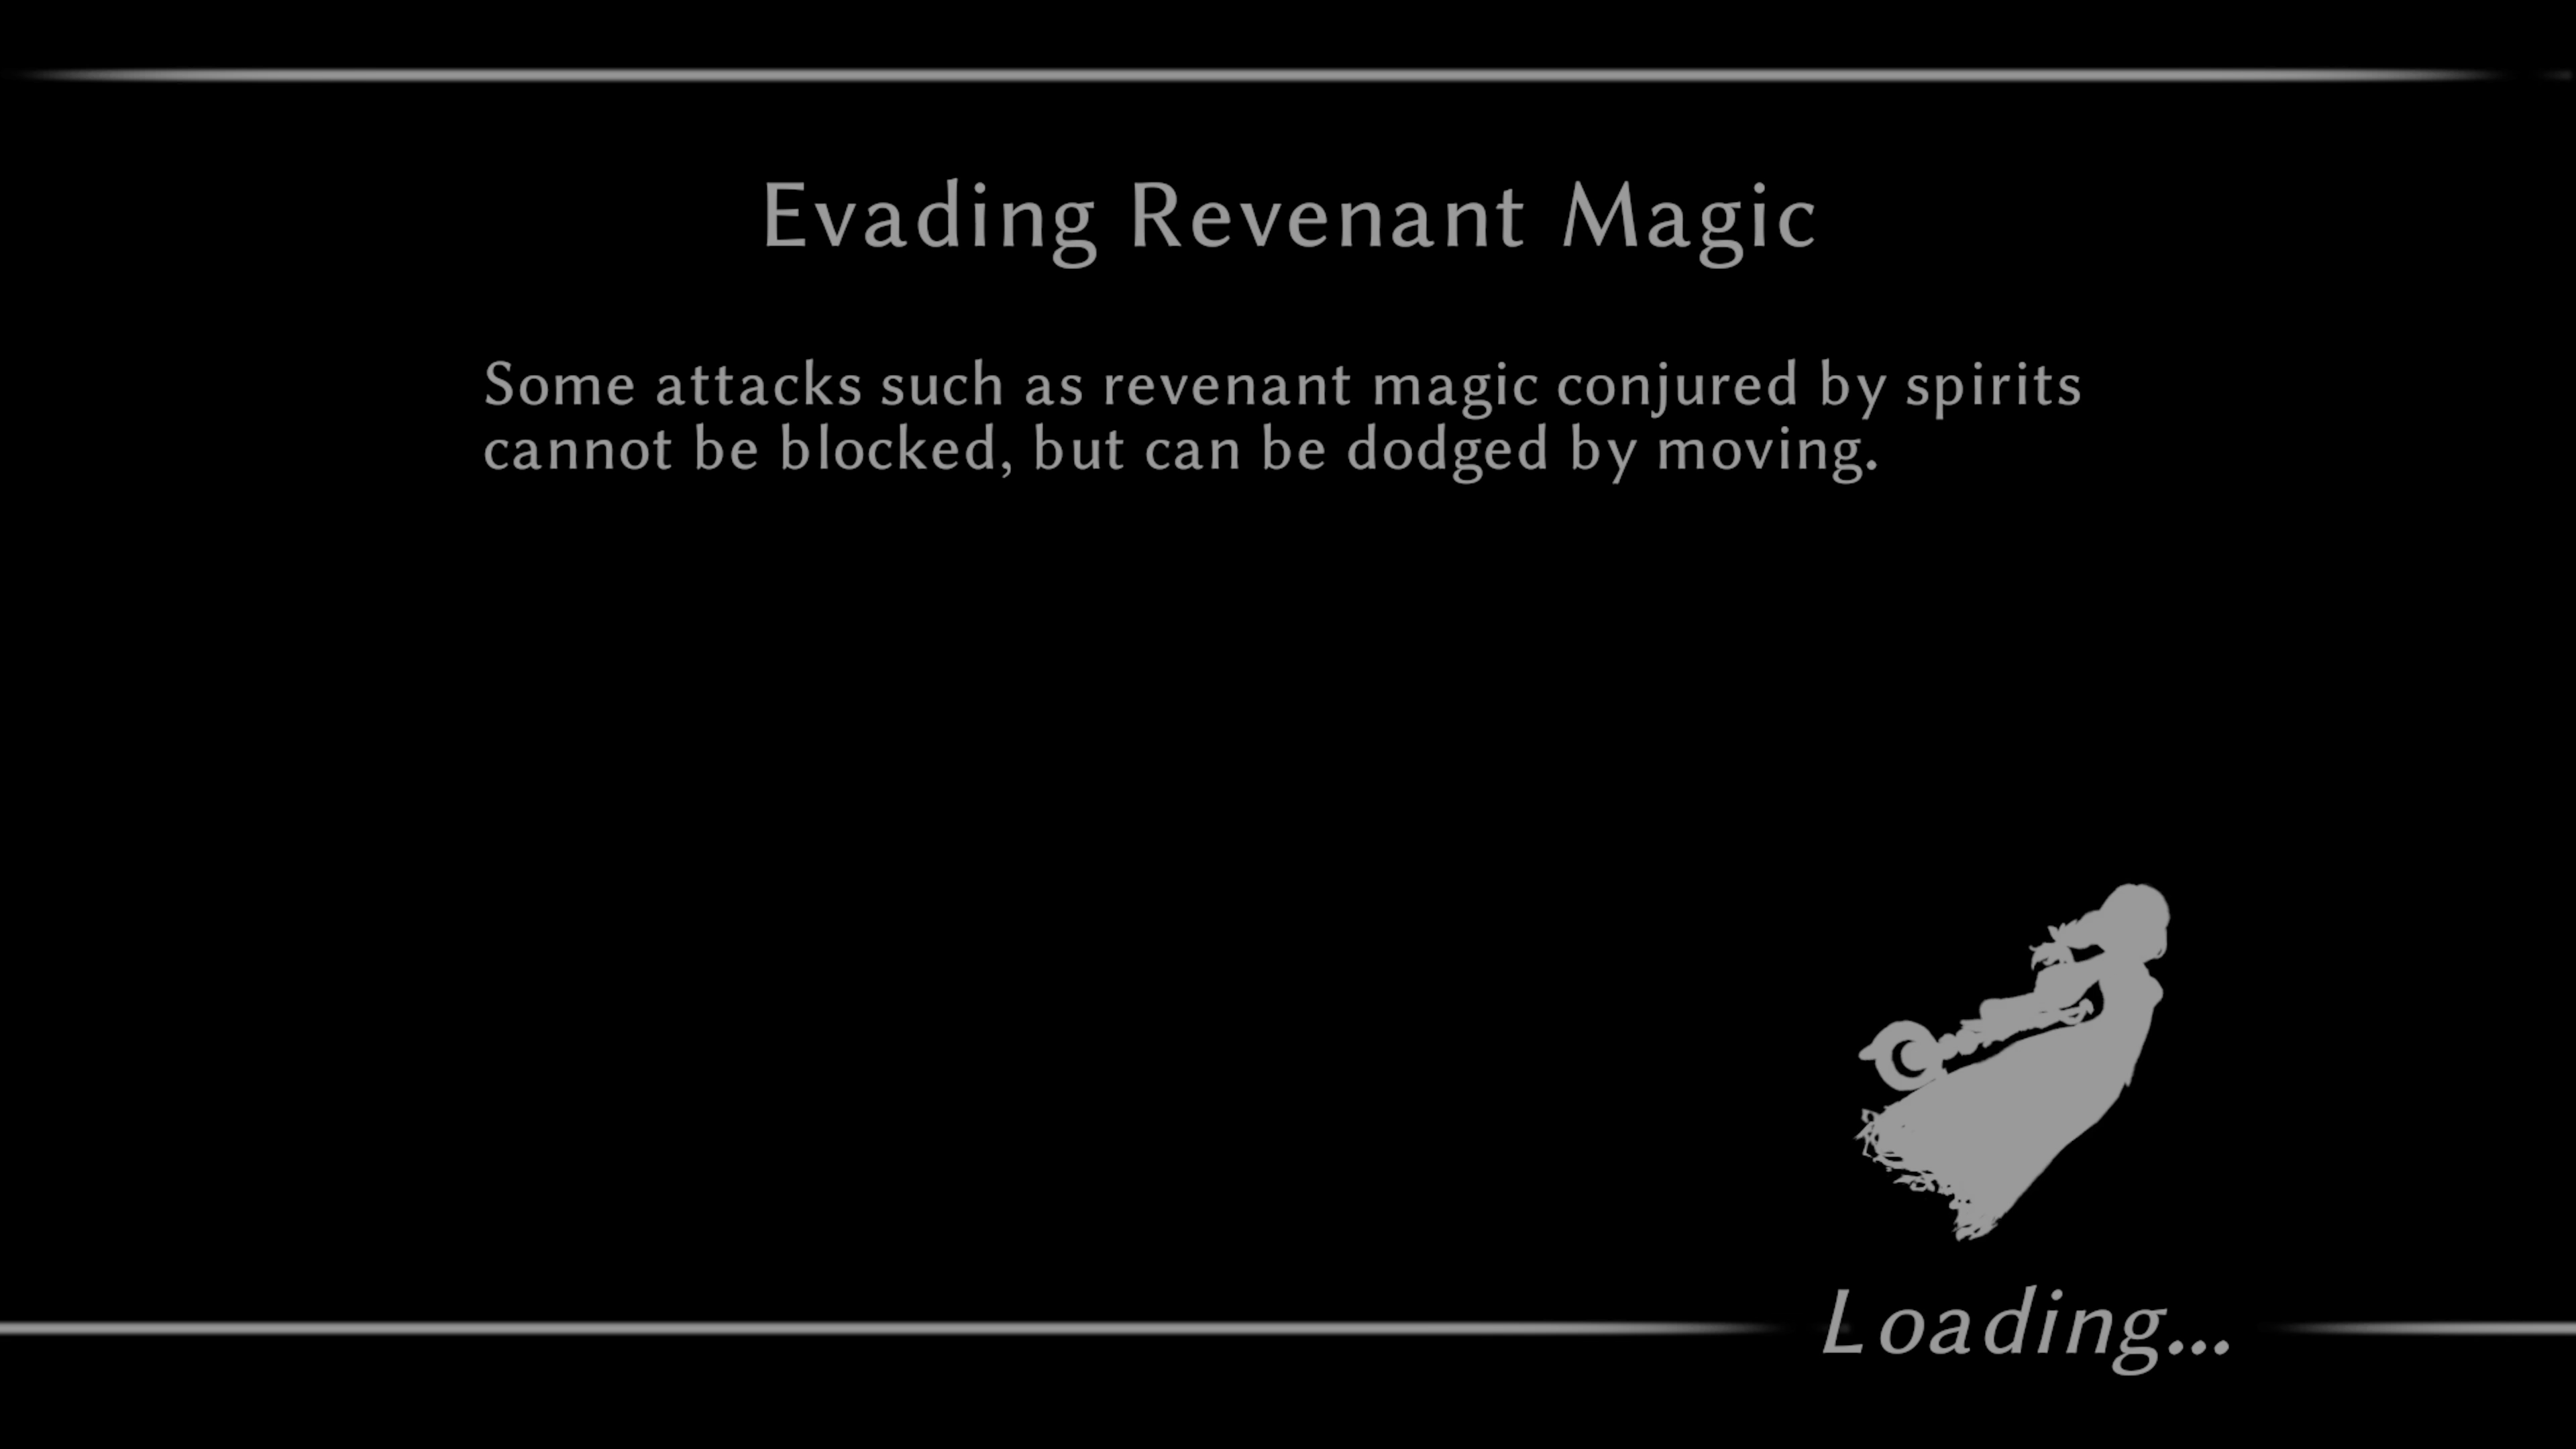 Evading Revenant Magic
Some attacks such as revenant magic conjured by spirits
cannot be blocked, but can be dodged by moving.
Loading...